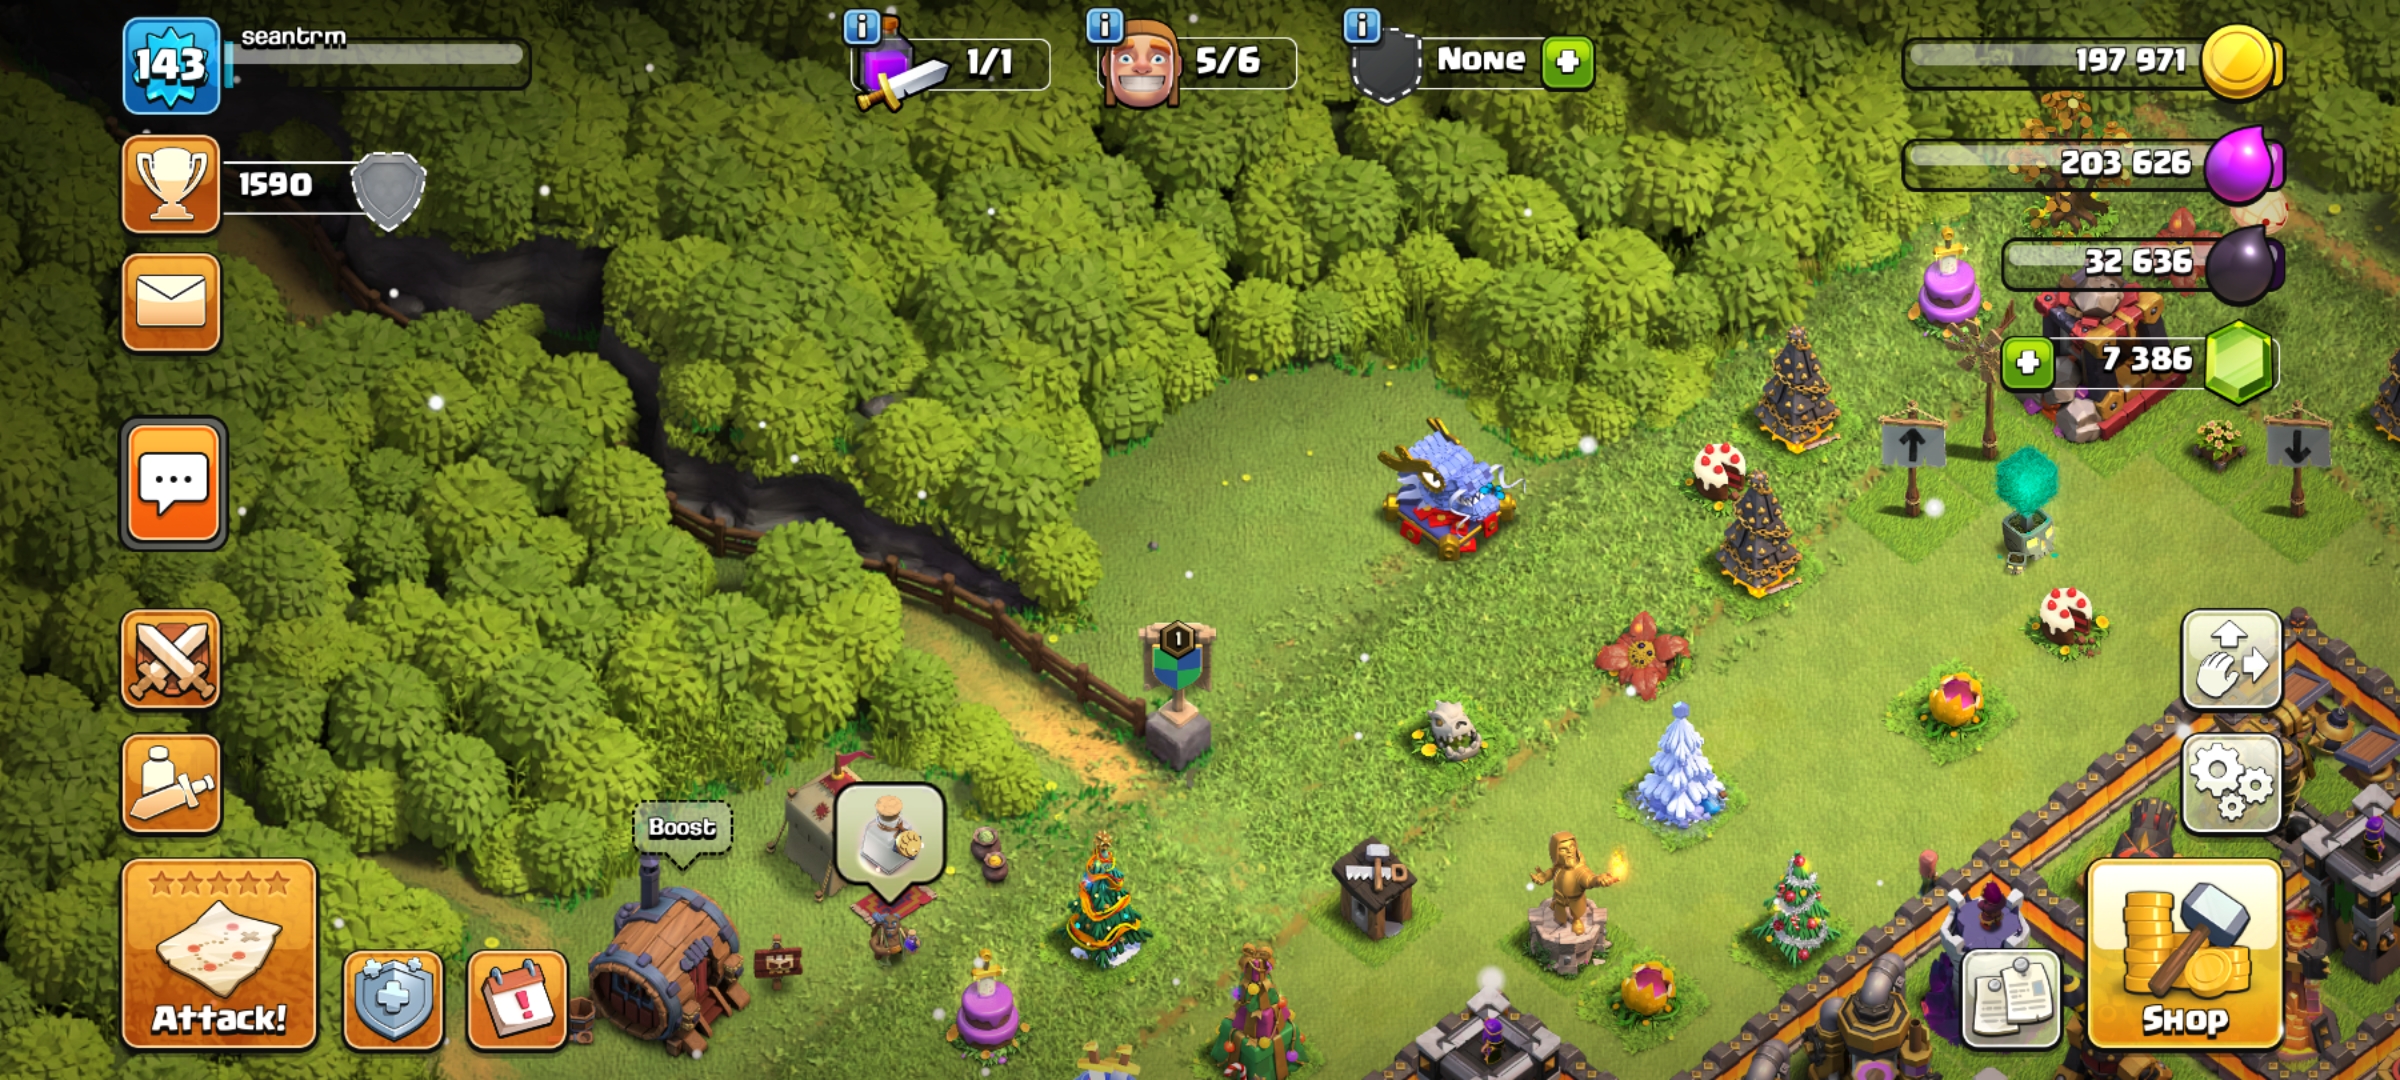 143
seantrm
1/1
5/6
None
197 971
1590
203 626
32 636
7 386
1
Boost
Attack!
Shop